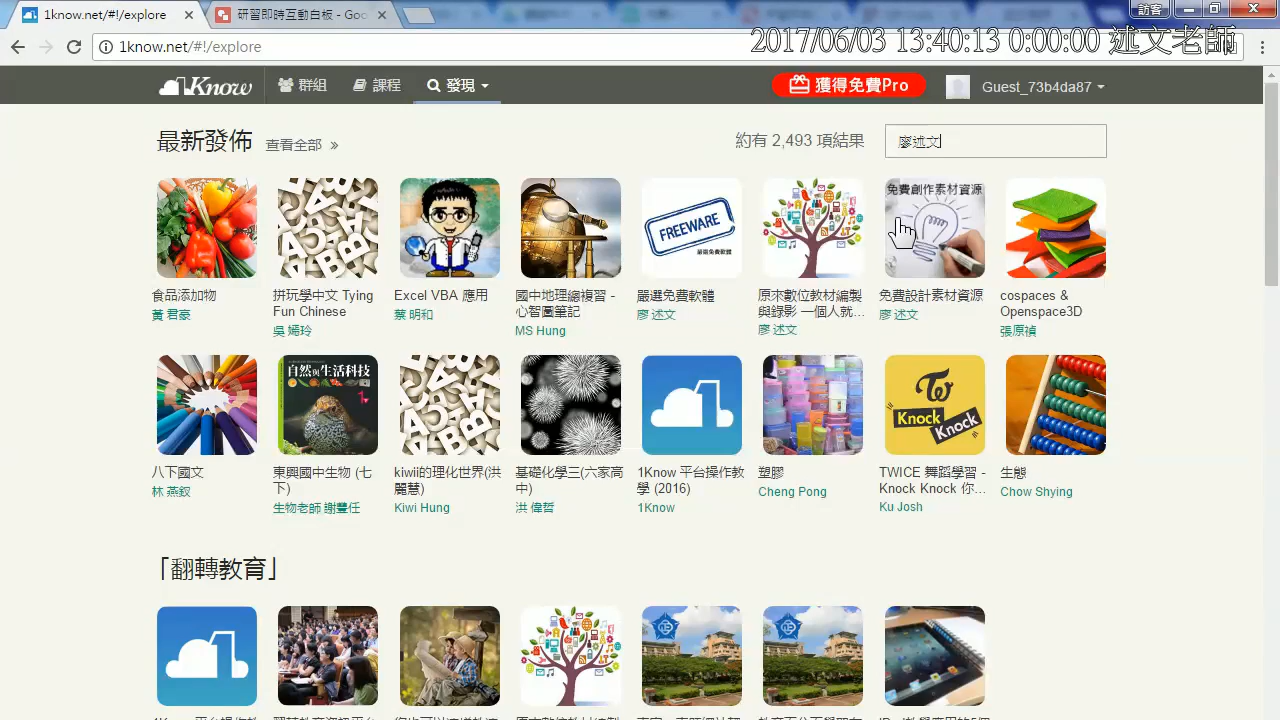 1know.net/#!/explore
研習即時互動白板 - Goo
訪客
1know.net/#!/explore
2017/06/03 13:40:13 0:00:00 述文老師
1Know
群組
課程
發現
獲得免費Pro
Guest_73b4da87
最新發佈
查看全部 »
約有 2,493 項結果
廖述文
FREEWARE
嚴選免費軟體
免費創作素材資源
食品添加物
黃 君豪
拼玩學中文 Tying
Fun Chinese
吳 嬑玲
Excel VBA 應用
蔡 明和
國中地理總複習 -
心智圖筆記
MS Hung
嚴選免費軟體
廖 述文
原來數位教材編製
與錄影 一個人就…
廖 述文
免費設計素材資源
廖 述文
cospaces &
Openspace3D
張原禎
自然與生活科技
Knock
Knock
八下國文
林 燕釵
東興國中生物 (七
下)
生物老師 謝豐任
kiwii的理化世界(洪
麗慧)
Kiwi Hung
基礎化學三(六家高
中)
洪 偉哲
1Know 平台操作教
學 (2016)
1Know
塑膠
Cheng Pong
TWICE 舞蹈學習 -
Knock Knock 你…
Ku Josh
生態
Chow Shying
「翻轉教育」